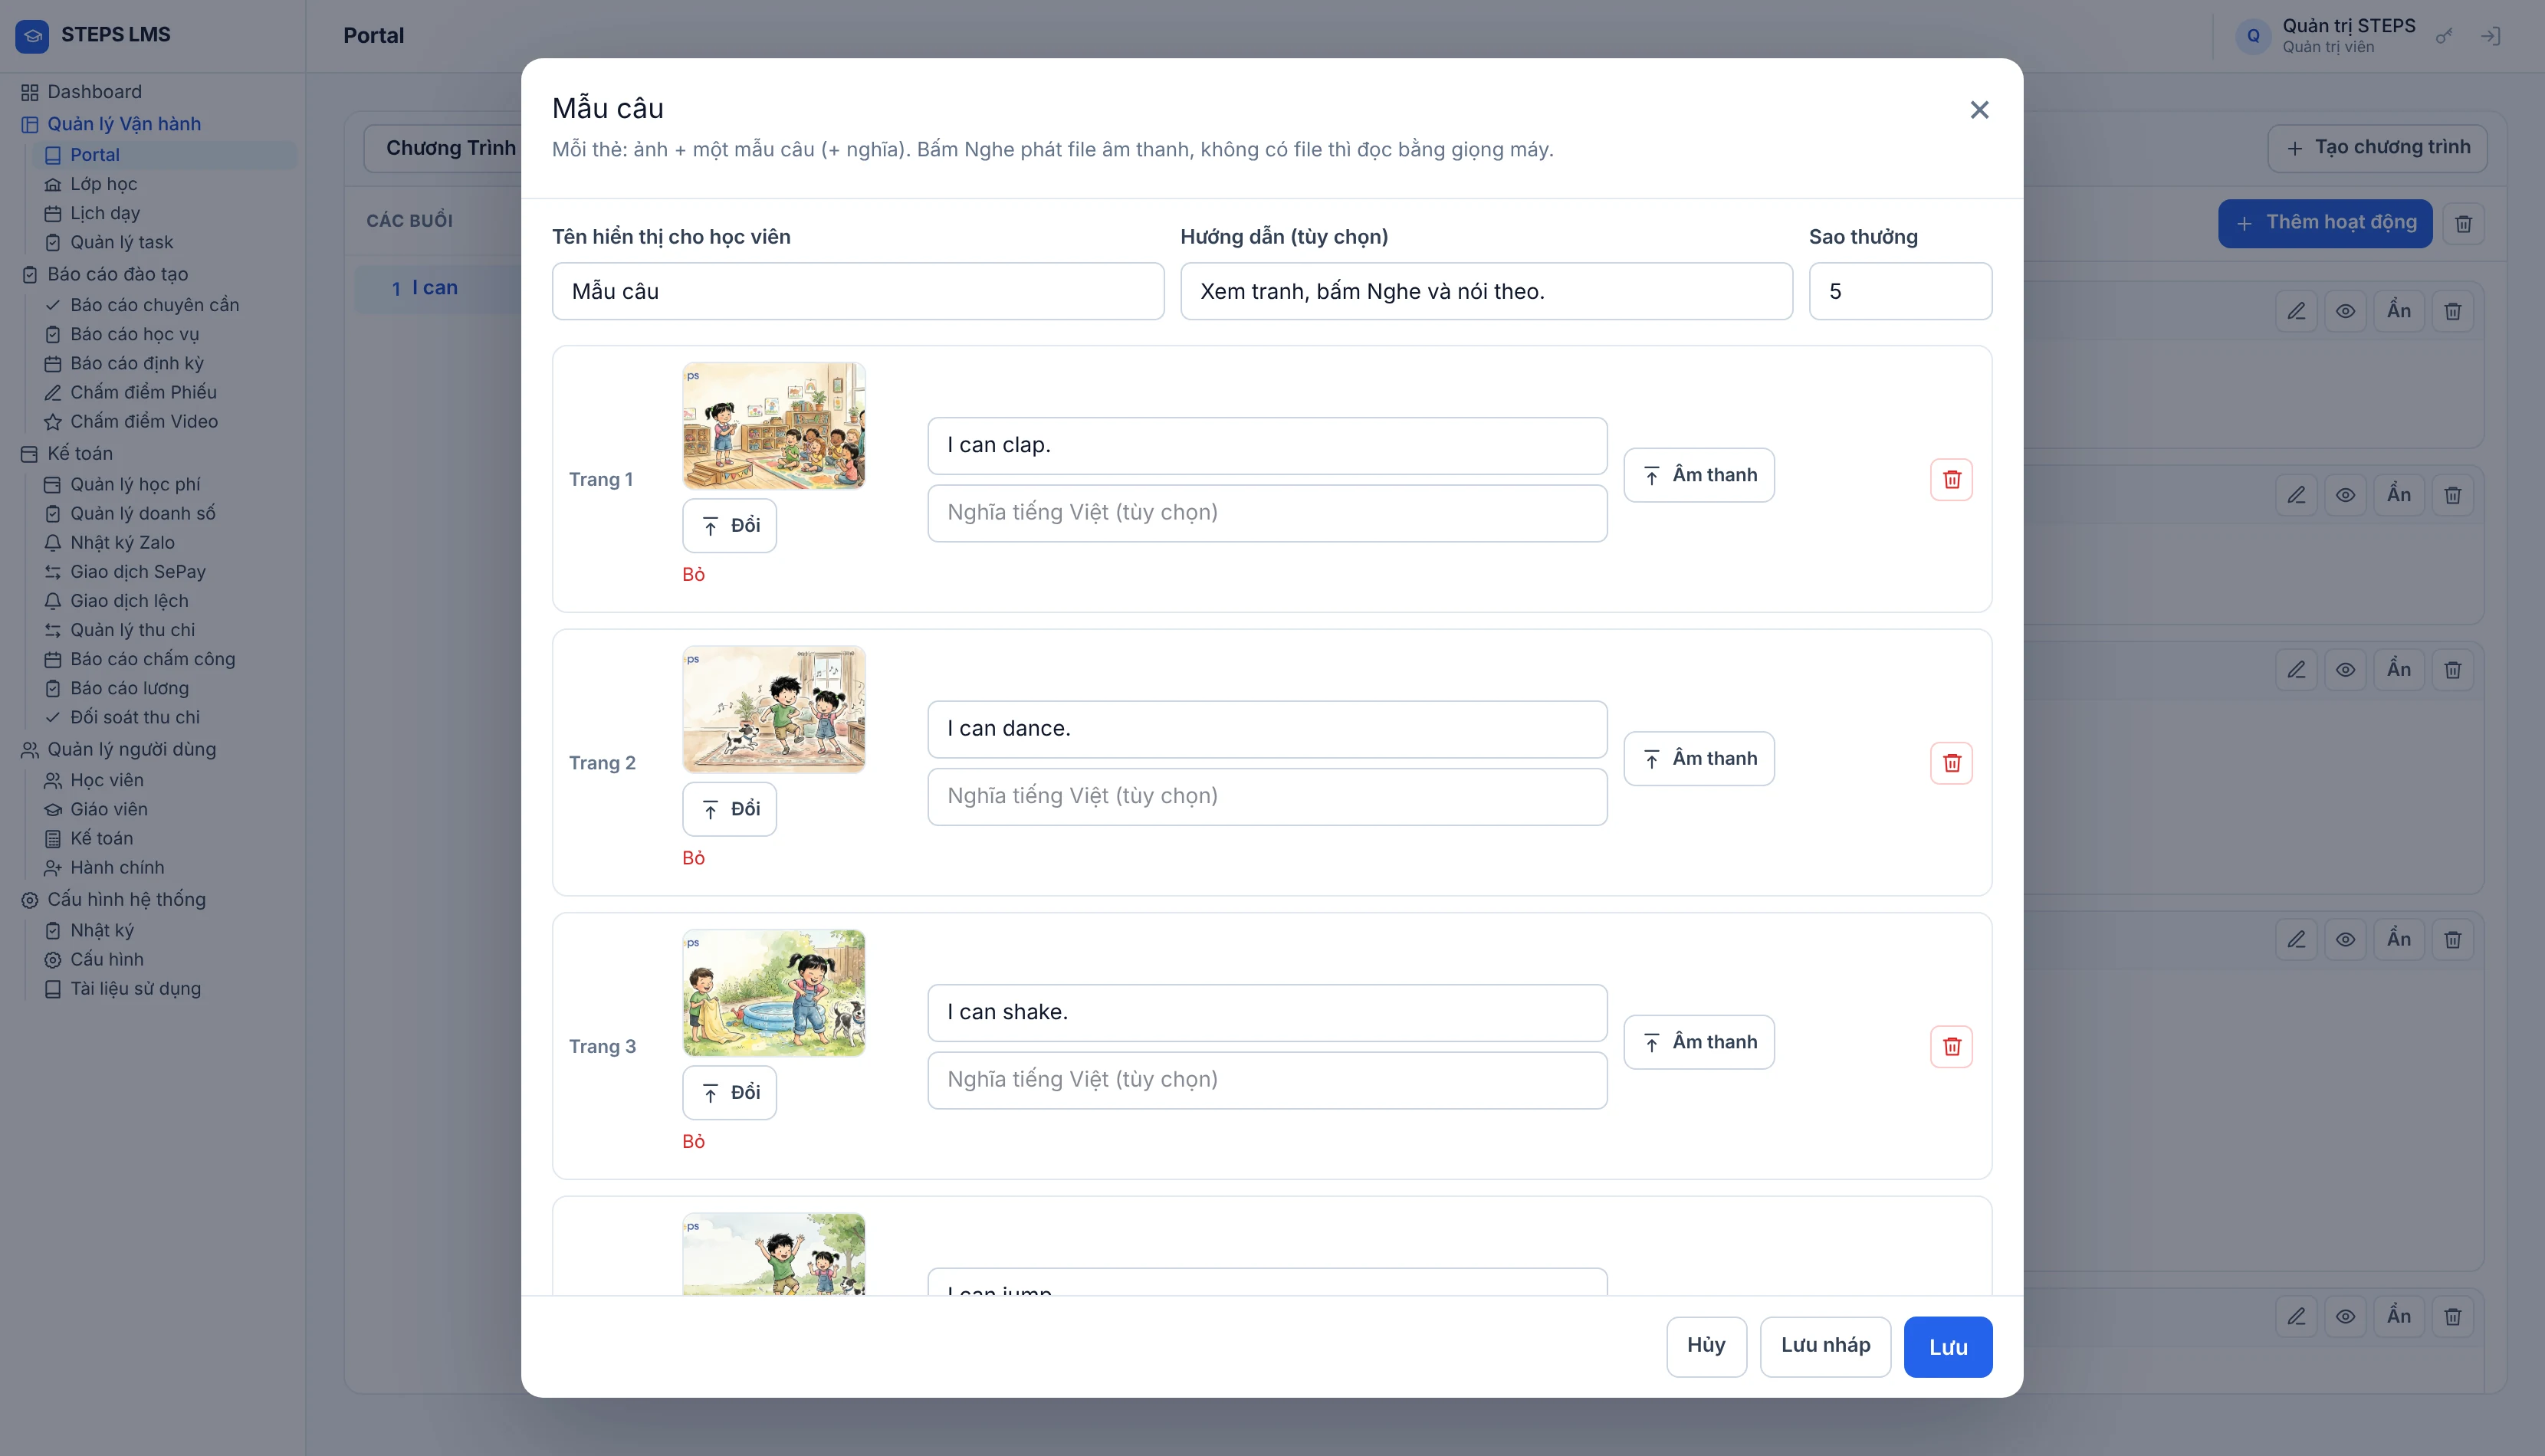 STEPS LMS
Portal
Quản trị STEPS
Quản trị viên
Q
Dashboard
Quản lý Vận hành
Portal
Lớp học
Lịch dạy
Quản lý task
Báo cáo đào tạo
Báo cáo chuyên cần
Báo cáo học vụ
Báo cáo định kỳ
Chấm điểm Phiếu
Chấm điểm Video
Kế toán
Quản lý học phí
Quản lý doanh số
Nhật ký Zalo
Giao dịch SePay
Giao dịch lệch
Quản lý thu chi
Báo cáo chấm công
Báo cáo lương
Đối soát thu chi
Quản lý người dùng
Học viên
Giáo viên
Kế toán
Hành chính
Cấu hình hệ thống
Nhật ký
Cấu hình
Tài liệu sử dụng
Chương Trình
Tạo chương trình
CÁC BUỔI
Thêm hoạt động
1 I can
Ẩn
Ẩn
Ẩn
Ẩn
Ẩn
Mẫu câu
Mỗi thẻ: ảnh + một mẫu câu (+ nghĩa). Bấm Nghe phát file âm thanh, không có file thì đọc bằng giọng máy.
Tên hiển thị cho học viên
Hướng dẫn (tùy chọn)
Sao thưởng
Mẫu câu
Xem tranh, bấm Nghe và nói theo.
5
Trang 1
ps
Đổi
Bỏ
I can clap.
Nghĩa tiếng Việt (tùy chọn)
Âm thanh
Trang 2
ps
Đổi
Bỏ
I can dance.
Nghĩa tiếng Việt (tùy chọn)
Âm thanh
Trang 3
ps
Đổi
Bỏ
I can shake.
Nghĩa tiếng Việt (tùy chọn)
Âm thanh
ps
I can jump
Hủy
Lưu nháp
Lưu